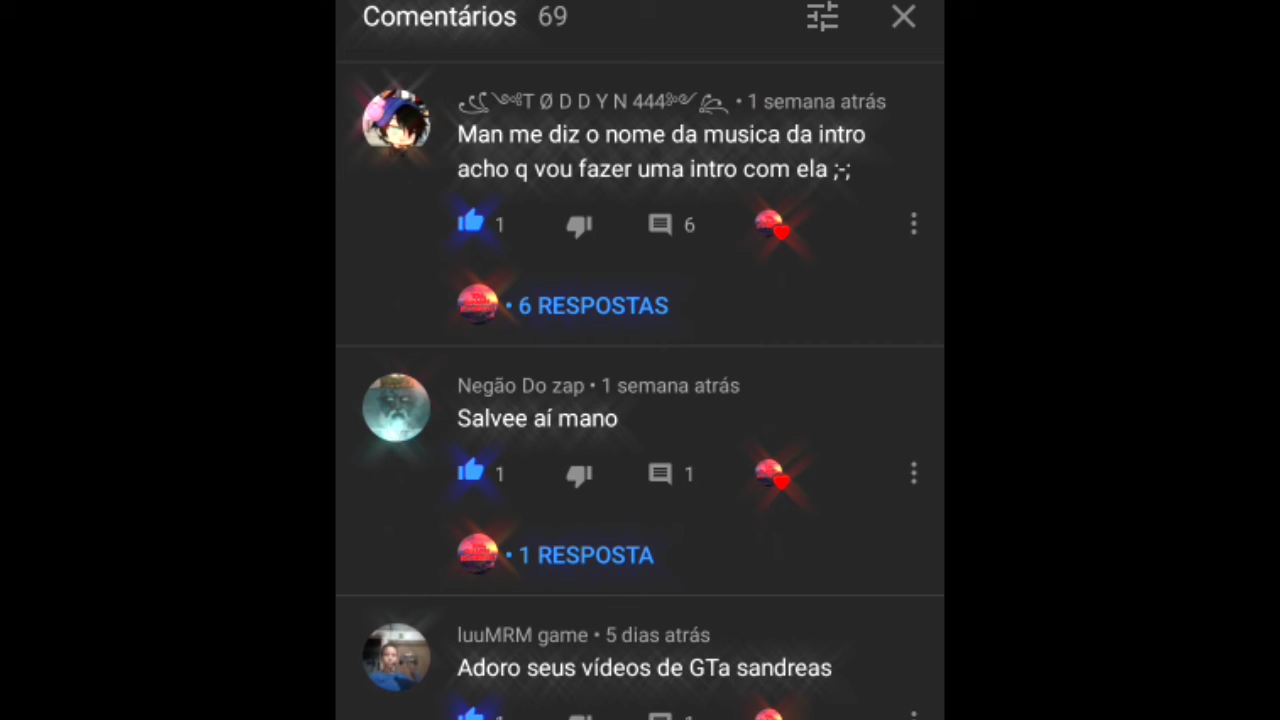 Comentários 69
T Ø D D Y N 444 • 1 semana atrás
Man me diz o nome da musica da intro
acho q vou fazer uma intro com ela ;-;
1 6
• 6 RESPOSTAS
Negão Do zap • 1 semana atrás
Salvee aí mano
1 1
• 1 RESPOSTA
luuMRM game • 5 dias atrás
Adoro seus vídeos de GTa sandreas